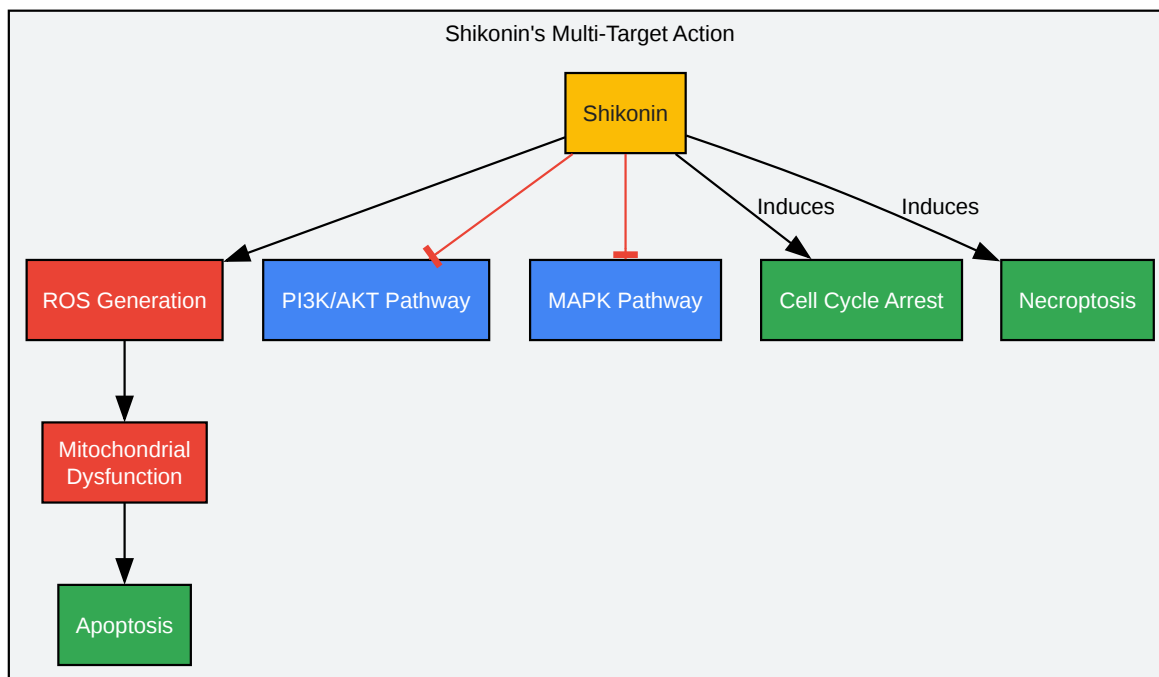 Shikonin's Multi-Target Action
Shikonin
Induces
Induces
ROS Generation
PI3K/AKT Pathway
MAPK Pathway
Cell Cycle Arrest
Necroptosis
Mitochondrial
Dysfunction
Apoptosis